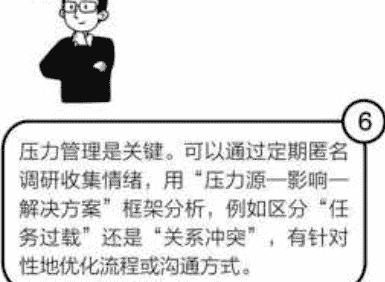 6
压力管理是关键。可以通过定期匿名
调研收集情绪，用“压力源—影响—
解决方案”框架分析，例如区分“任
务过载”还是“关系冲突”，有针对
性地优化流程或沟通方式。